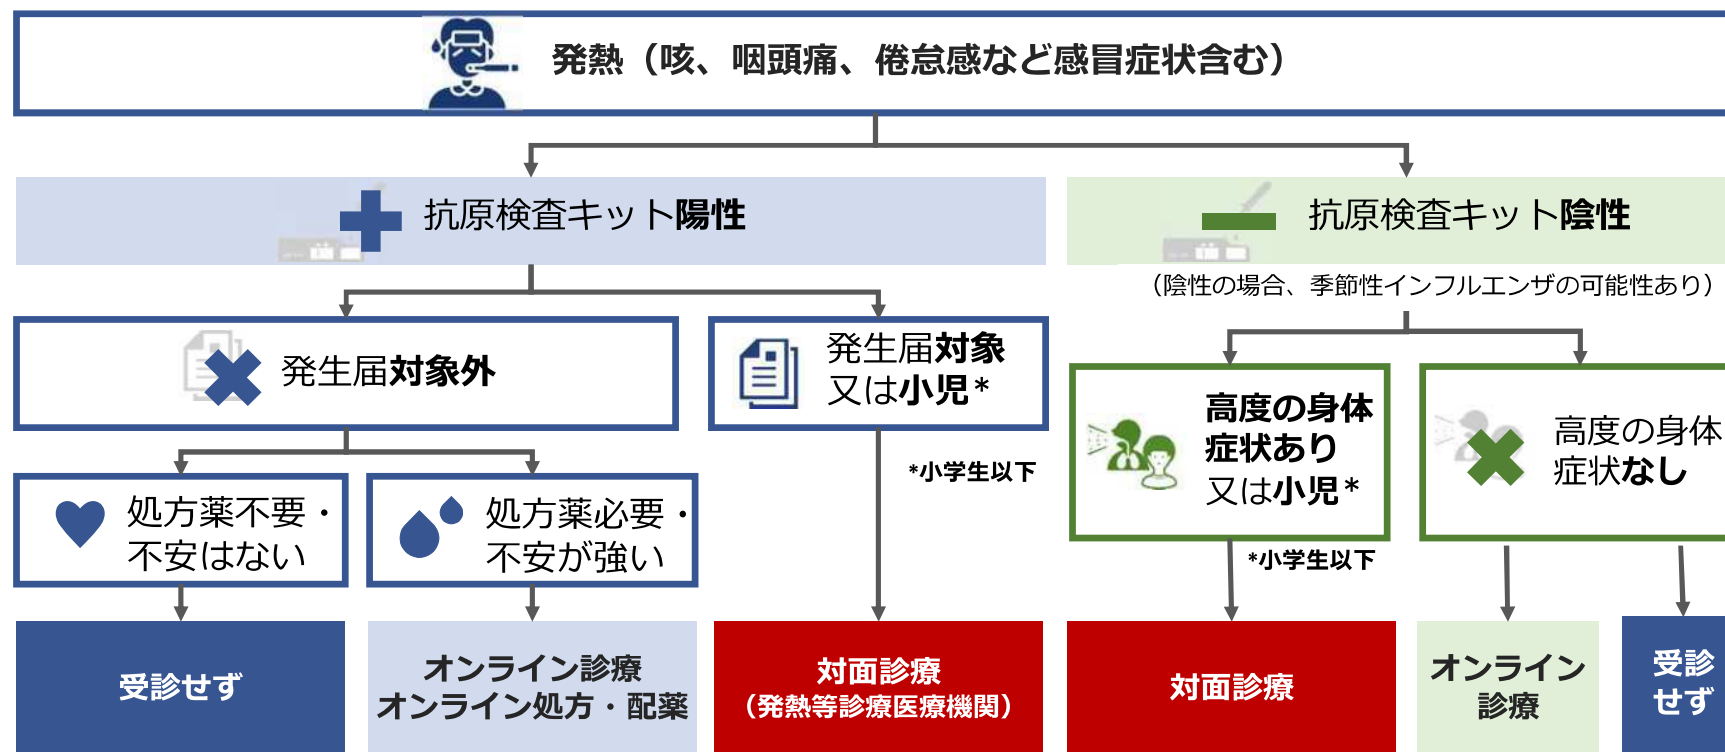 発熱（咳、咽頭痛、倦怠感など感冒症状含む）
抗原検査キット陽性
抗原検査キット陰性
（陰性の場合、季節性インフルエンザの可能性あり）
発生届対象外
発生届対象
又は小児*
*小学生以下
高度の身体
症状あり
又は小児*
*小学生以下
高度の身体
症状なし
処方薬不要・
不安はない
処方薬必要・
不安が強い
受診せず
オンライン診療
オンライン処方・配薬
対面診療
（発熱等診療医療機関）
対面診療
オンライン
診療
受診
せず